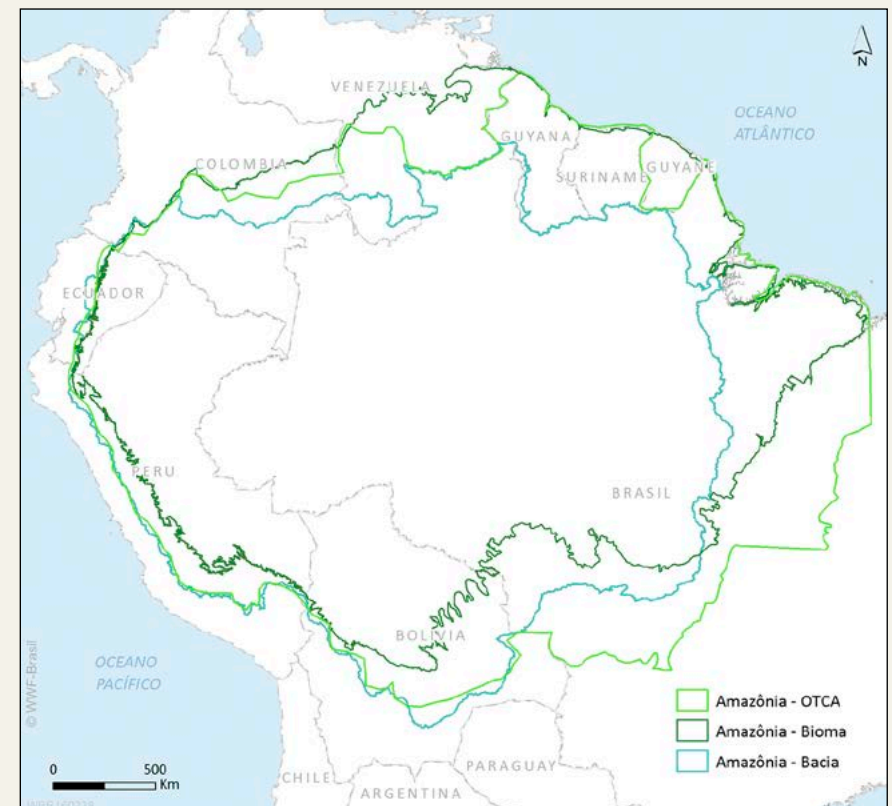 N
VENEZUELA
OCEANO
ATLÂNTICO
GUYANA
COLOMBIA
SURINAME
GUYANE
ECUADOR
PERU
BRASIL
BOLÍVIA
OCEANO
PACÍFICO
© WWF-Brasil
Amazônia - OTCA
Amazônia - Bioma
Amazônia - Bacia
0 500
Km
PARAGUAY
CHILE
ARGENTINA